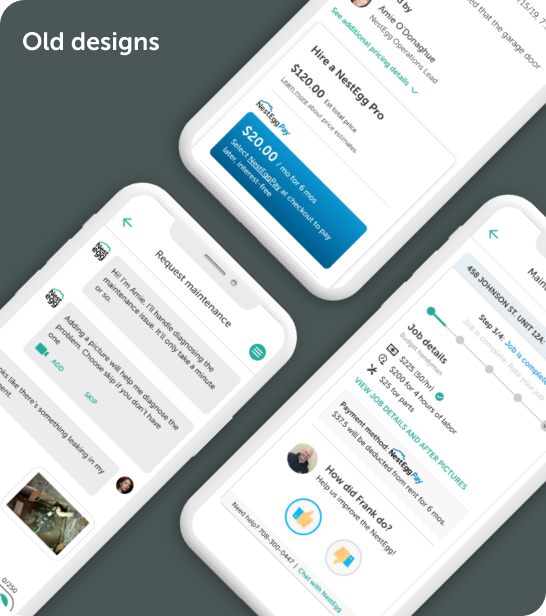 Old designs
/15/19, 7:
ed that the garage door
d by
Amie O'Donaghue
NestEgg Operations Lead
See additional pricing details
Hire a NestEgg Pro
$120.00 Est total price
Learn more about price estimates
NestEgg Pay
$20.00 / mo for 6 mos
Select NestEggPay at checkout to pay
later, interest-free
Request maintenance
Nest
egg
Hi! I'm Amie, I'll handle diagnosing the
maintenance issue. It'll only take a minute
or so.
Nest
egg
Adding a picture will help me diagnose the
problem. Choose skip if you don't have
one
ADD
SKIP
oks like there's something leaking in my
ment.
0/250
Mainte
458 JOHNSON ST. UNIT 12A
Step 3/4: Job is complete
Job is complete. Rate your job
Job details
Budget handyman
$225 (50/hr)
$200 for 4 hours of labor
$25 for parts
VIEW JOB DETAILS AND AFTER PICTURES
Payment method: NestEgg Pay
$37.5 will be deducted from rent for 6 mos.
How did Frank do?
Help us improve the NestEgg!
Need help? 708-300-0447 | Chat with NestEgg